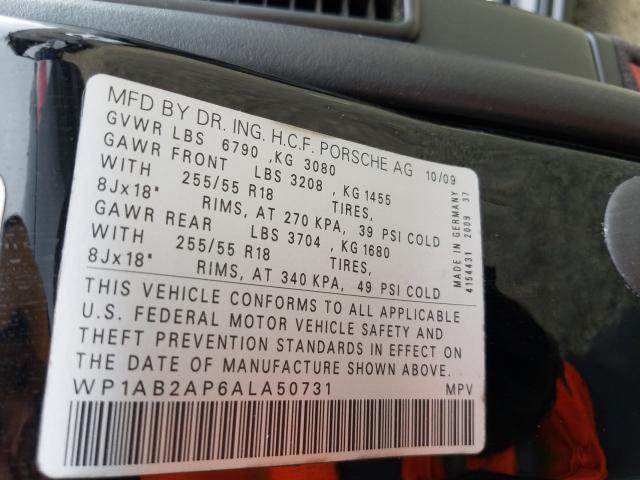 MFD BY DR. ING. H.C.F. PORSCHE AG 10/09
GVWR LBS 6790 ,KG 3080
GAWR FRONT LBS 3208 , KG 1455
WITH 255/55 R18 TIRES,
8Jx18" RIMS, AT 270 KPA, 39 PSI COLD
GAWR REAR LBS 3704 , KG 1680
WITH 255/55 R18 TIRES,
8Jx18" RIMS, AT 340 KPA, 49 PSI COLD
MADE IN GERMANY
4154431 2009 37
THIS VEHICLE CONFORMS TO ALL APPLICABLE
U.S. FEDERAL MOTOR VEHICLE SAFETY AND
THEFT PREVENTION STANDARDS IN EFFECT ON
THE DATE OF MANUFACTURE SHOWN ABOVE.
WP1AB2AP6ALA50731 MPV